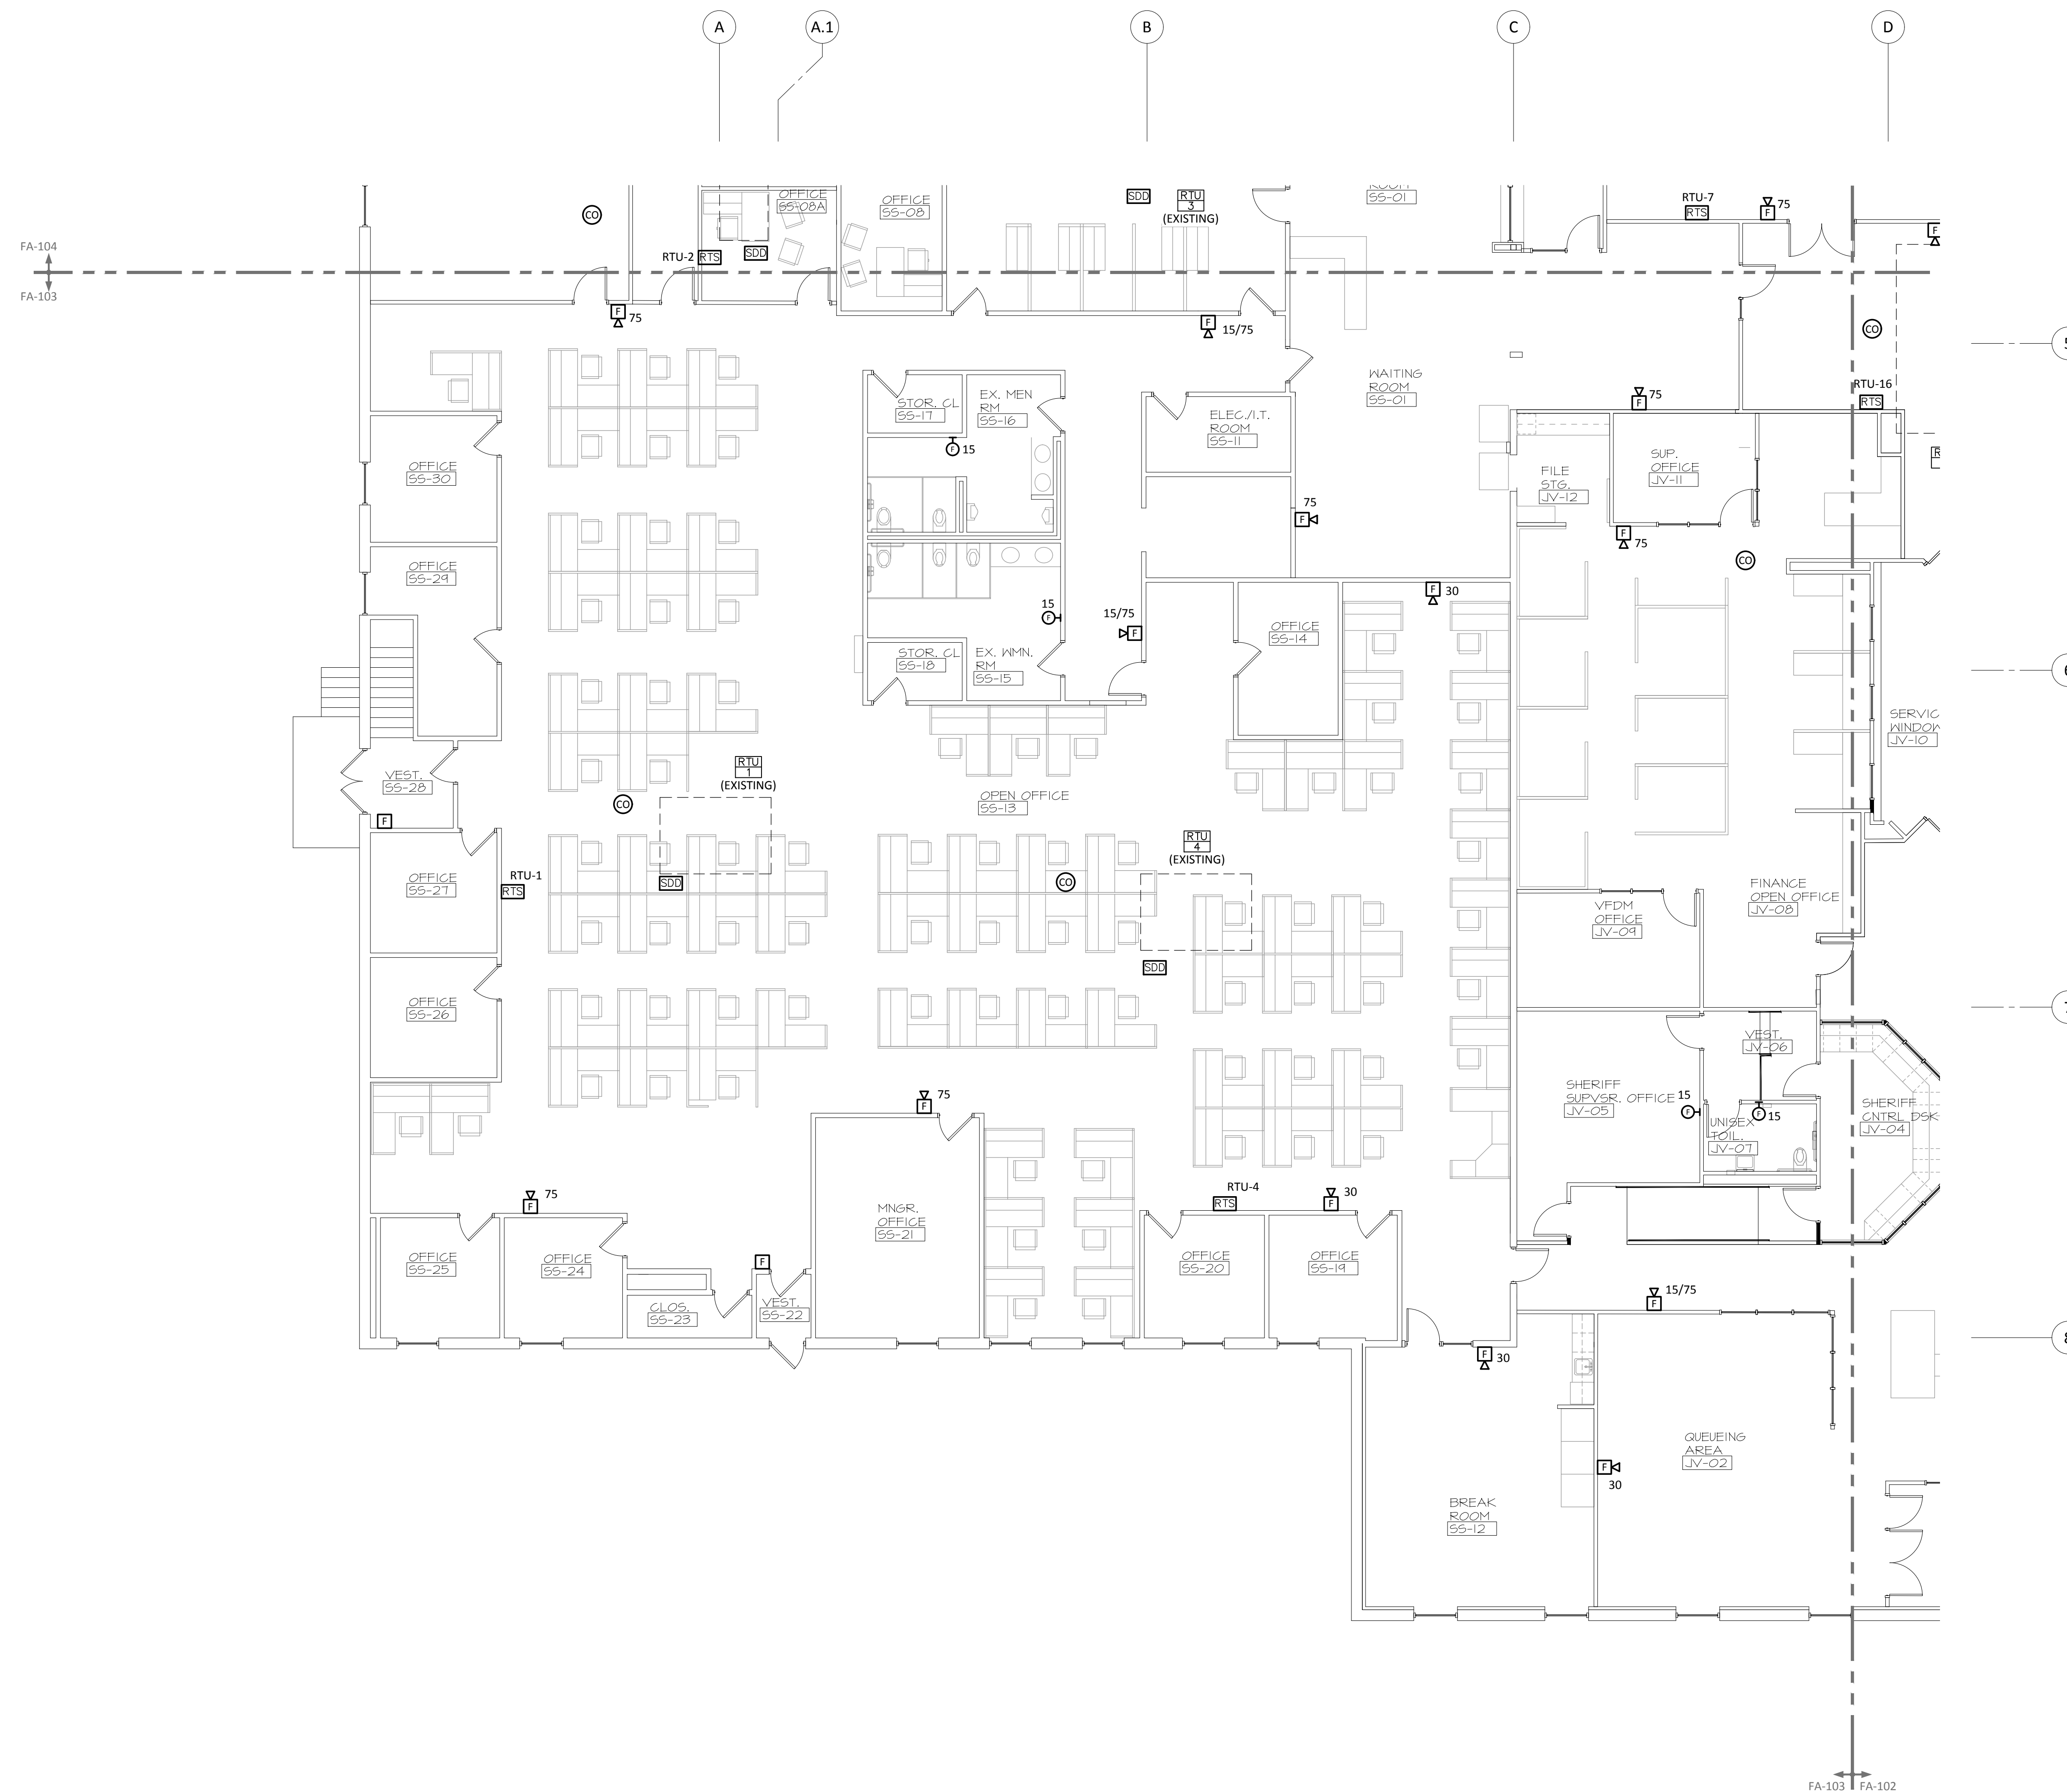 A
A.1
B
C
D
FA-104
FA-103
CO
OFFICE
SS-08A
OFFICE
SS-08
SDD
RTU
3
(EXISTING)
SS-01
RTU-7
RTS
F
75
F
RTU-2
RTS
SDD
F
75
F
15/75
CO
5
STOR. CL
SS-17
EX. MEN
RM
SS-16
F
15
ELEC./I.T.
ROOM
SS-11
WAITING
ROOM
SS-01
F
75
RTU-16
RTS
OFFICE
SS-30
FILE
STG.
JV-12
SUP.
OFFICE
JV-11
75
F
F
75
CO
OFFICE
SS-29
15
F
15/75
F
F
30
OFFICE
SS-14
STOR. CL
SS-18
EX. WMN.
RM
SS-15
6
SERVIC
WINDOW
JV-10
VEST.
SS-28
F
RTU
1
(EXISTING)
CO
OPEN OFFICE
SS-13
RTU
4
(EXISTING)
OFFICE
SS-27
RTU-1
RTS
SDD
CO
SDD
VFDM
OFFICE
JV-09
FINANCE
OPEN OFFICE
JV-08
OFFICE
SS-26
7
VEST.
JV-06
F
75
SHERIFF
SUPVSR. OFFICE
JV-05
15
F
F
15
UNISEX
TOIL.
JV-07
SHERIFF
CNTRL DSK
JV-04
F
75
MNGR.
OFFICE
SS-21
RTU-4
RTS
F
30
OFFICE
SS-25
OFFICE
SS-24
F
OFFICE
SS-20
OFFICE
SS-19
CLOS.
SS-23
VEST.
SS-22
F
15/75
8
F
30
QUEUEING
AREA
JV-02
F
30
BREAK
ROOM
SS-12
FA-103
FA-102